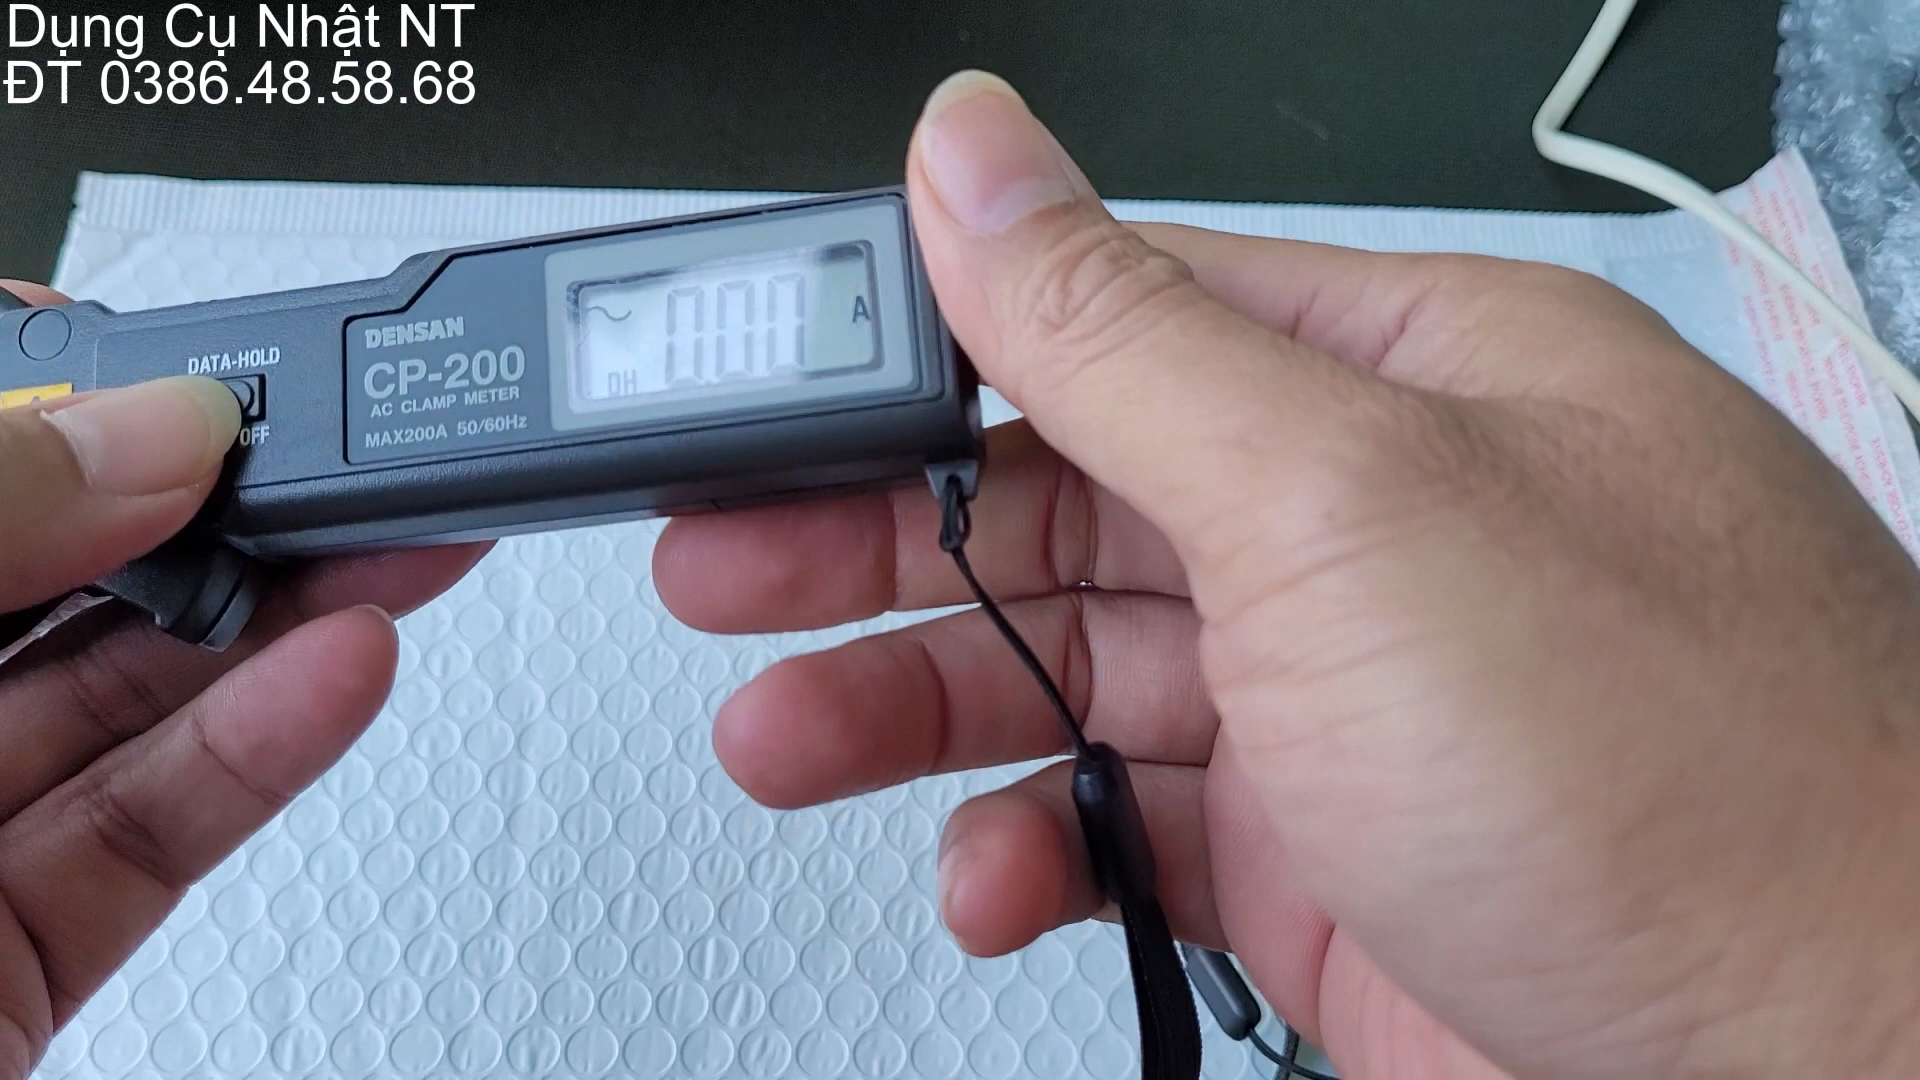 Dụng Cụ Nhật NT
ĐT 0386.48.58.68
DATA-HOLD
OFF
DENSAN
CP-200
AC CLAMP METER
MAX200A 50/60Hz
DH
0.00
A